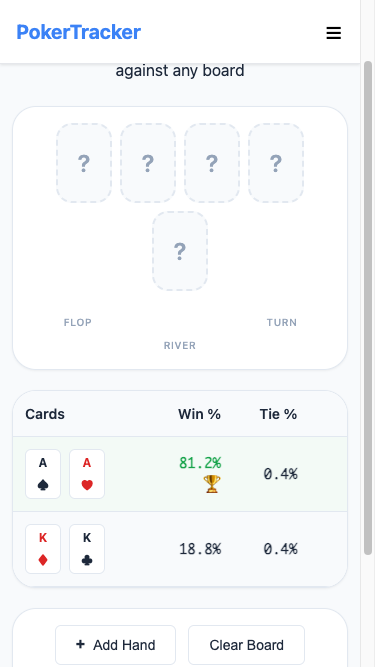 PokerTracker
against any board
? ? ? ?
?
FLOP TURN
RIVER
Cards Win % Tie %
A A 81.2% 0.4%
K K 18.8% 0.4%
+ Add Hand Clear Board